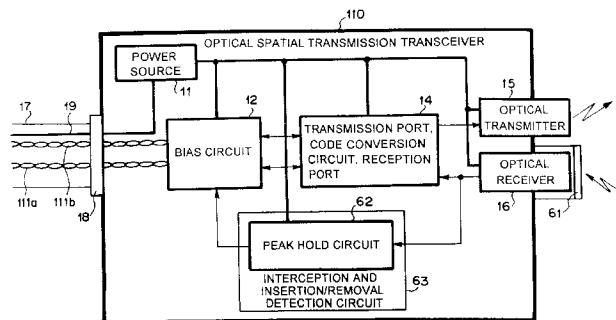 110
OPTICAL SPATIAL TRANSMISSION TRANSCEIVER
POWER
SOURCE
11
15
OPTICAL
TRANSMITTER
17
19
12
BIAS CIRCUIT
14
TRANSMISSION PORT,
CODE CONVERSION
CIRCUIT, RECEPTION
PORT
OPTICAL
RECEIVER
16
61
111a
111b
18
62
PEAK HOLD CIRCUIT
INTERCEPTION AND
INSERTION/REMOVAL
DETECTION CIRCUIT
63